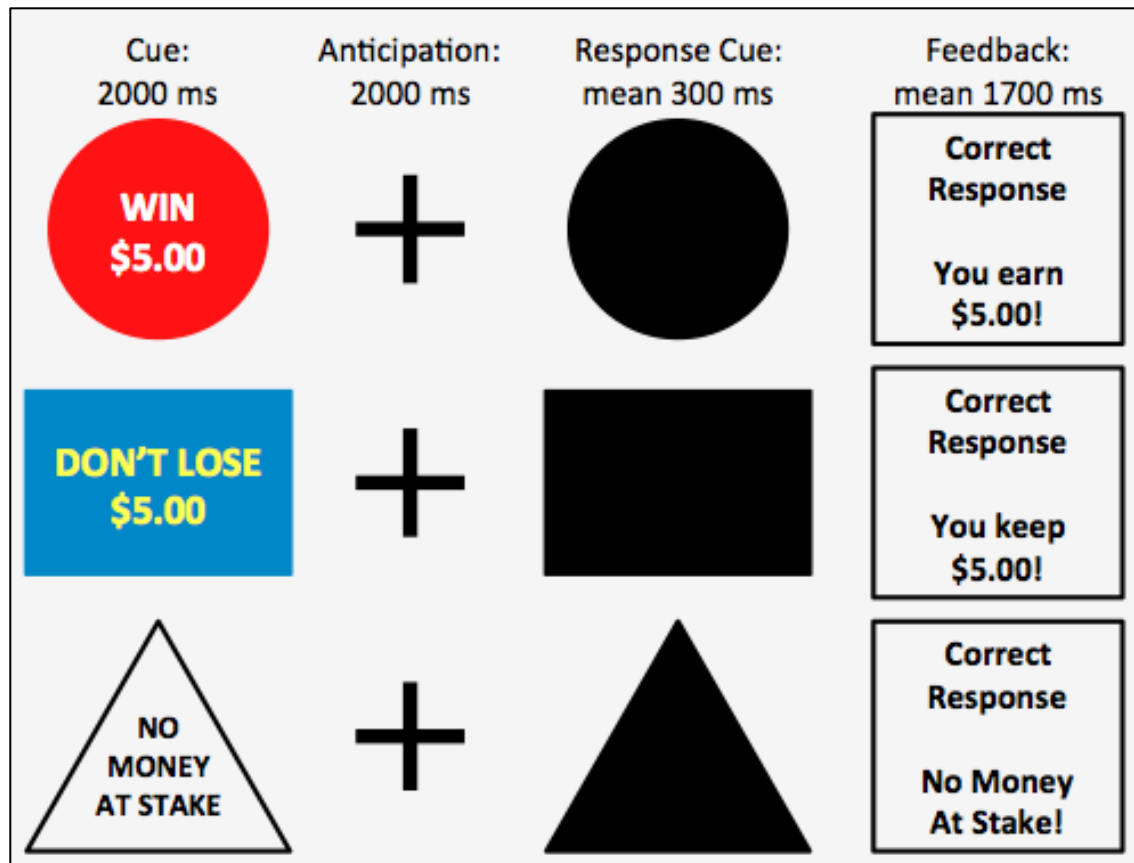 Cue:
2000 ms
Anticipation:
2000 ms
Response Cue:
mean 300 ms
Feedback:
mean 1700 ms
WIN
$5.00
Correct
Response
You earn
$5.00!
DON’T LOSE
$5.00
Correct
Response
You keep
$5.00!
NO
MONEY
AT STAKE
Correct
Response
No Money
At Stake!